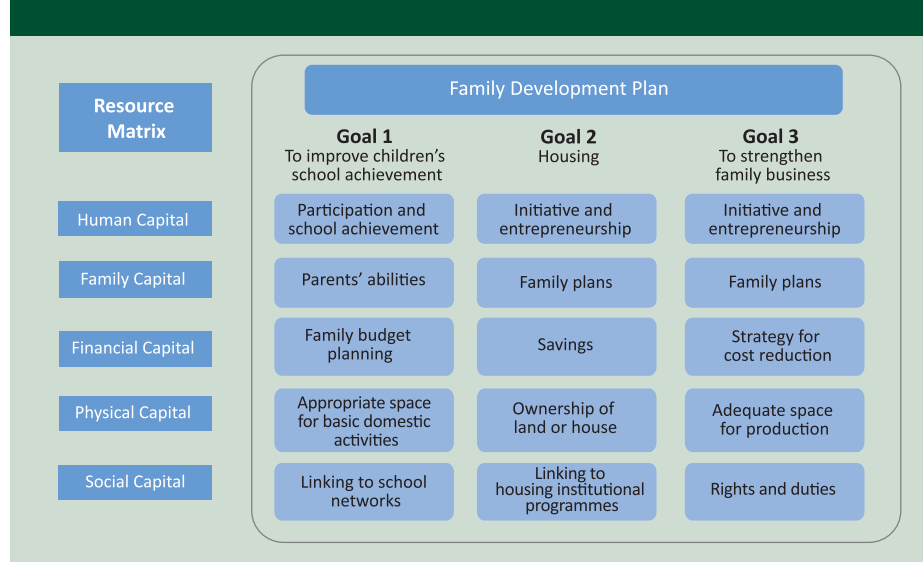 Resource
Matrix
Family Development Plan
Goal 1
To improve children’s
school achievement
Goal 2
Housing
Goal 3
To strengthen
family business
Human Capital
Participation and
school achievement
Initiative and
entrepreneurship
Initiative and
entrepreneurship
Family Capital
Parents’ abilities
Family plans
Family plans
Financial Capital
Family budget
planning
Savings
Strategy for
cost reduction
Physical Capital
Appropriate space
for basic domestic
activities
Ownership of
land or house
Adequate space
for production
Social Capital
Linking to school
networks
Linking to
housing institutional
programmes
Rights and duties